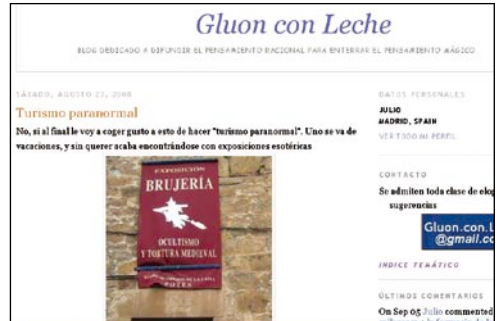 Gluon con Leche
BLOG DEDICADO A DIFUNDIR EL PENSAMIENTO RACIONAL PARA ENTERRAR EL PENSAMIENTO MÁGICO
SÁBADO, AGOSTO 23, 2008
Turismo paranormal
No, si al final le voy a coger gusto a esto de hacer "turismo paranormal". Uno se va de
vacaciones, y sin querer acaba encontrándose con exposiciones esotéricas
EXPOSICIÓN
BRUJERÍA
OCULTISMO
Y TORTURA MEDIEVAL
POTES
DATOS PERSONALES
JULIO
MADRID, SPAIN
VER TODO MI PERFIL
CONTACTO
Se admiten toda clase de elog
sugerencias
Gluon.con.L
@gmail.co
INDICE TEMÁTICO
ÚLTIMOS COMENTARIOS
On Sep 05 Julio commented